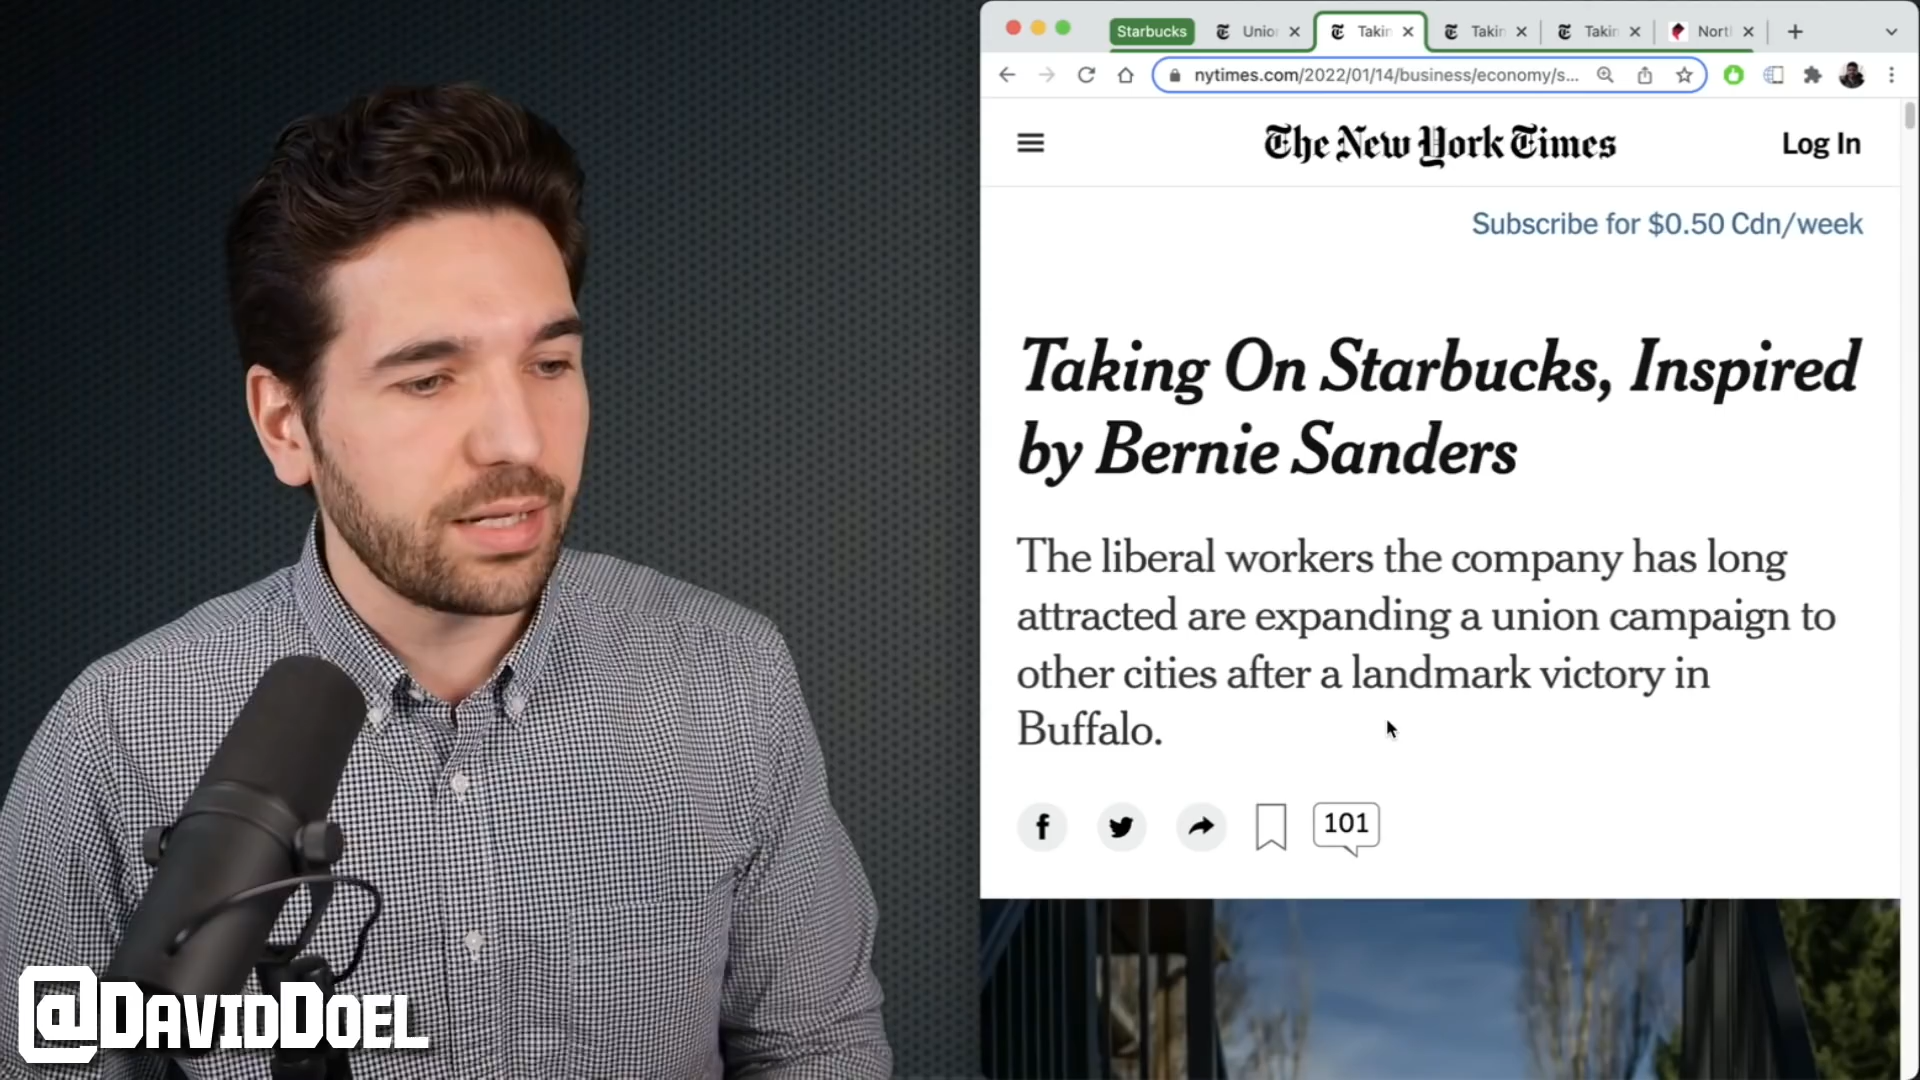 Starbucks
Union
Takin
Takin
Takin
Nort
nytimes.com/2022/01/14/business/economy/s...
The New York Times
Log In
Subscribe for $0.50 Cdn/week
Taking On Starbucks, Inspired
by Bernie Sanders
The liberal workers the company has long
attracted are expanding a union campaign to
other cities after a landmark victory in
Buffalo.
101
@DavidDoel